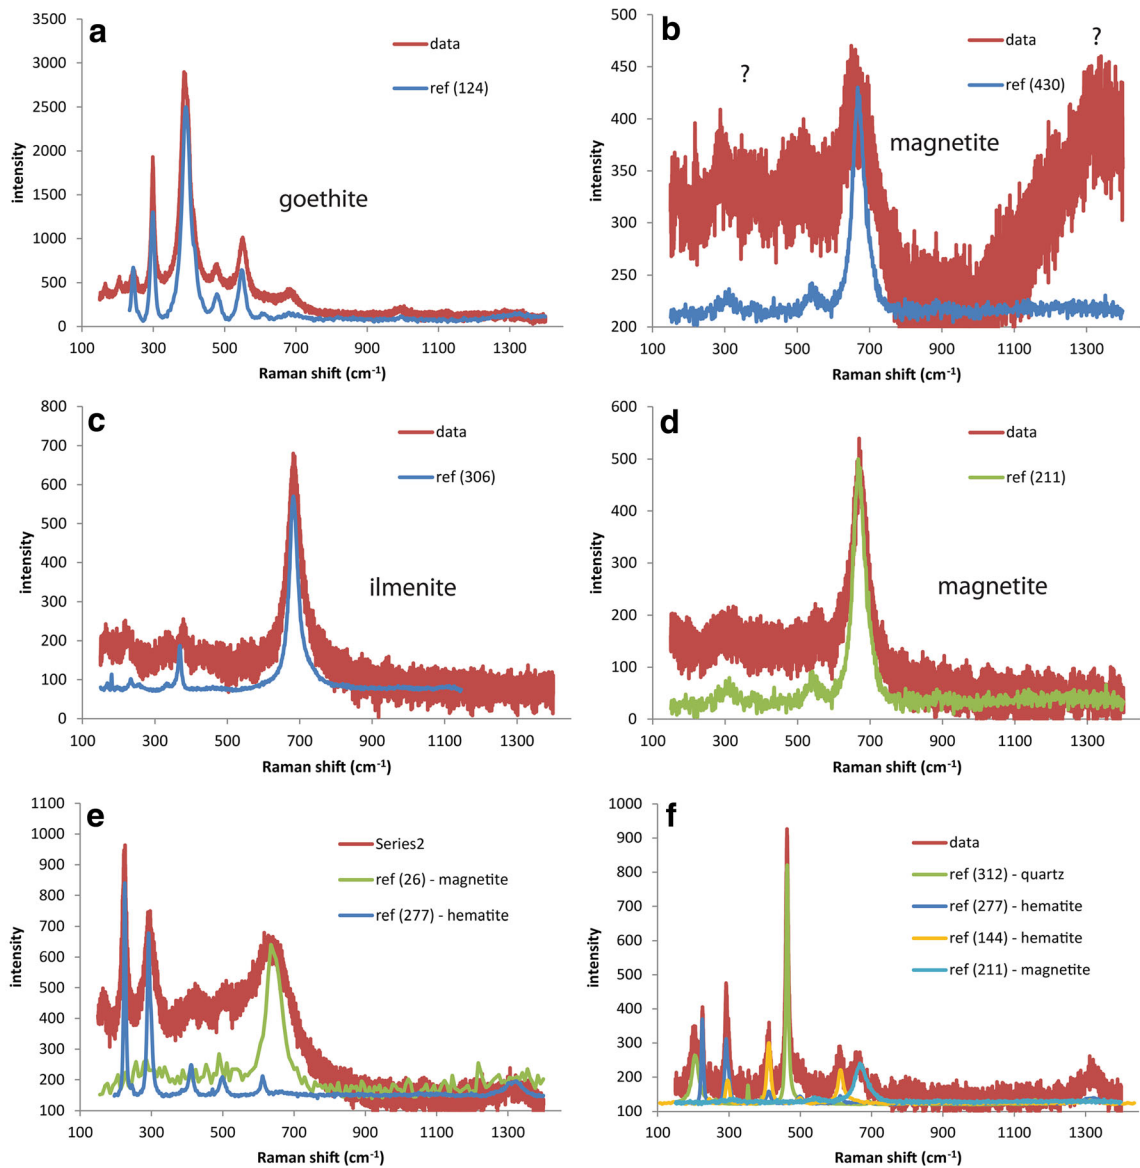 a
3500
3000
2500
2000
1500
1000
500
0
intensity
data
ref (124)
goethite
100 300 500 700 900 1100 1300
Raman shift (cm-1)
b
500
450
400
350
300
250
200
intensity
?
?
data
ref (430)
magnetite
100 300 500 700 900 1100 1300
Raman shift (cm-1)
c
800
700
600
500
400
300
200
100
0
intensity
data
ref (306)
ilmenite
100 300 500 700 900 1100 1300
Raman shift (cm-1)
d
600
500
400
300
200
100
0
intensity
data
ref (211)
magnetite
100 300 500 700 900 1100 1300
Raman shift (cm-1)
e
1100
1000
900
800
700
600
500
400
300
200
100
intensity
Series2
ref (26) - magnetite
ref (277) - hematite
100 300 500 700 900 1100 1300
Raman shift (cm-1)
f
1000
900
800
700
600
500
400
300
200
100
intensity
data
ref (312) - quartz
ref (277) - hematite
ref (144) - hematite
ref (211) - magnetite
100 300 500 700 900 1100 1300
Raman shift (cm-1)